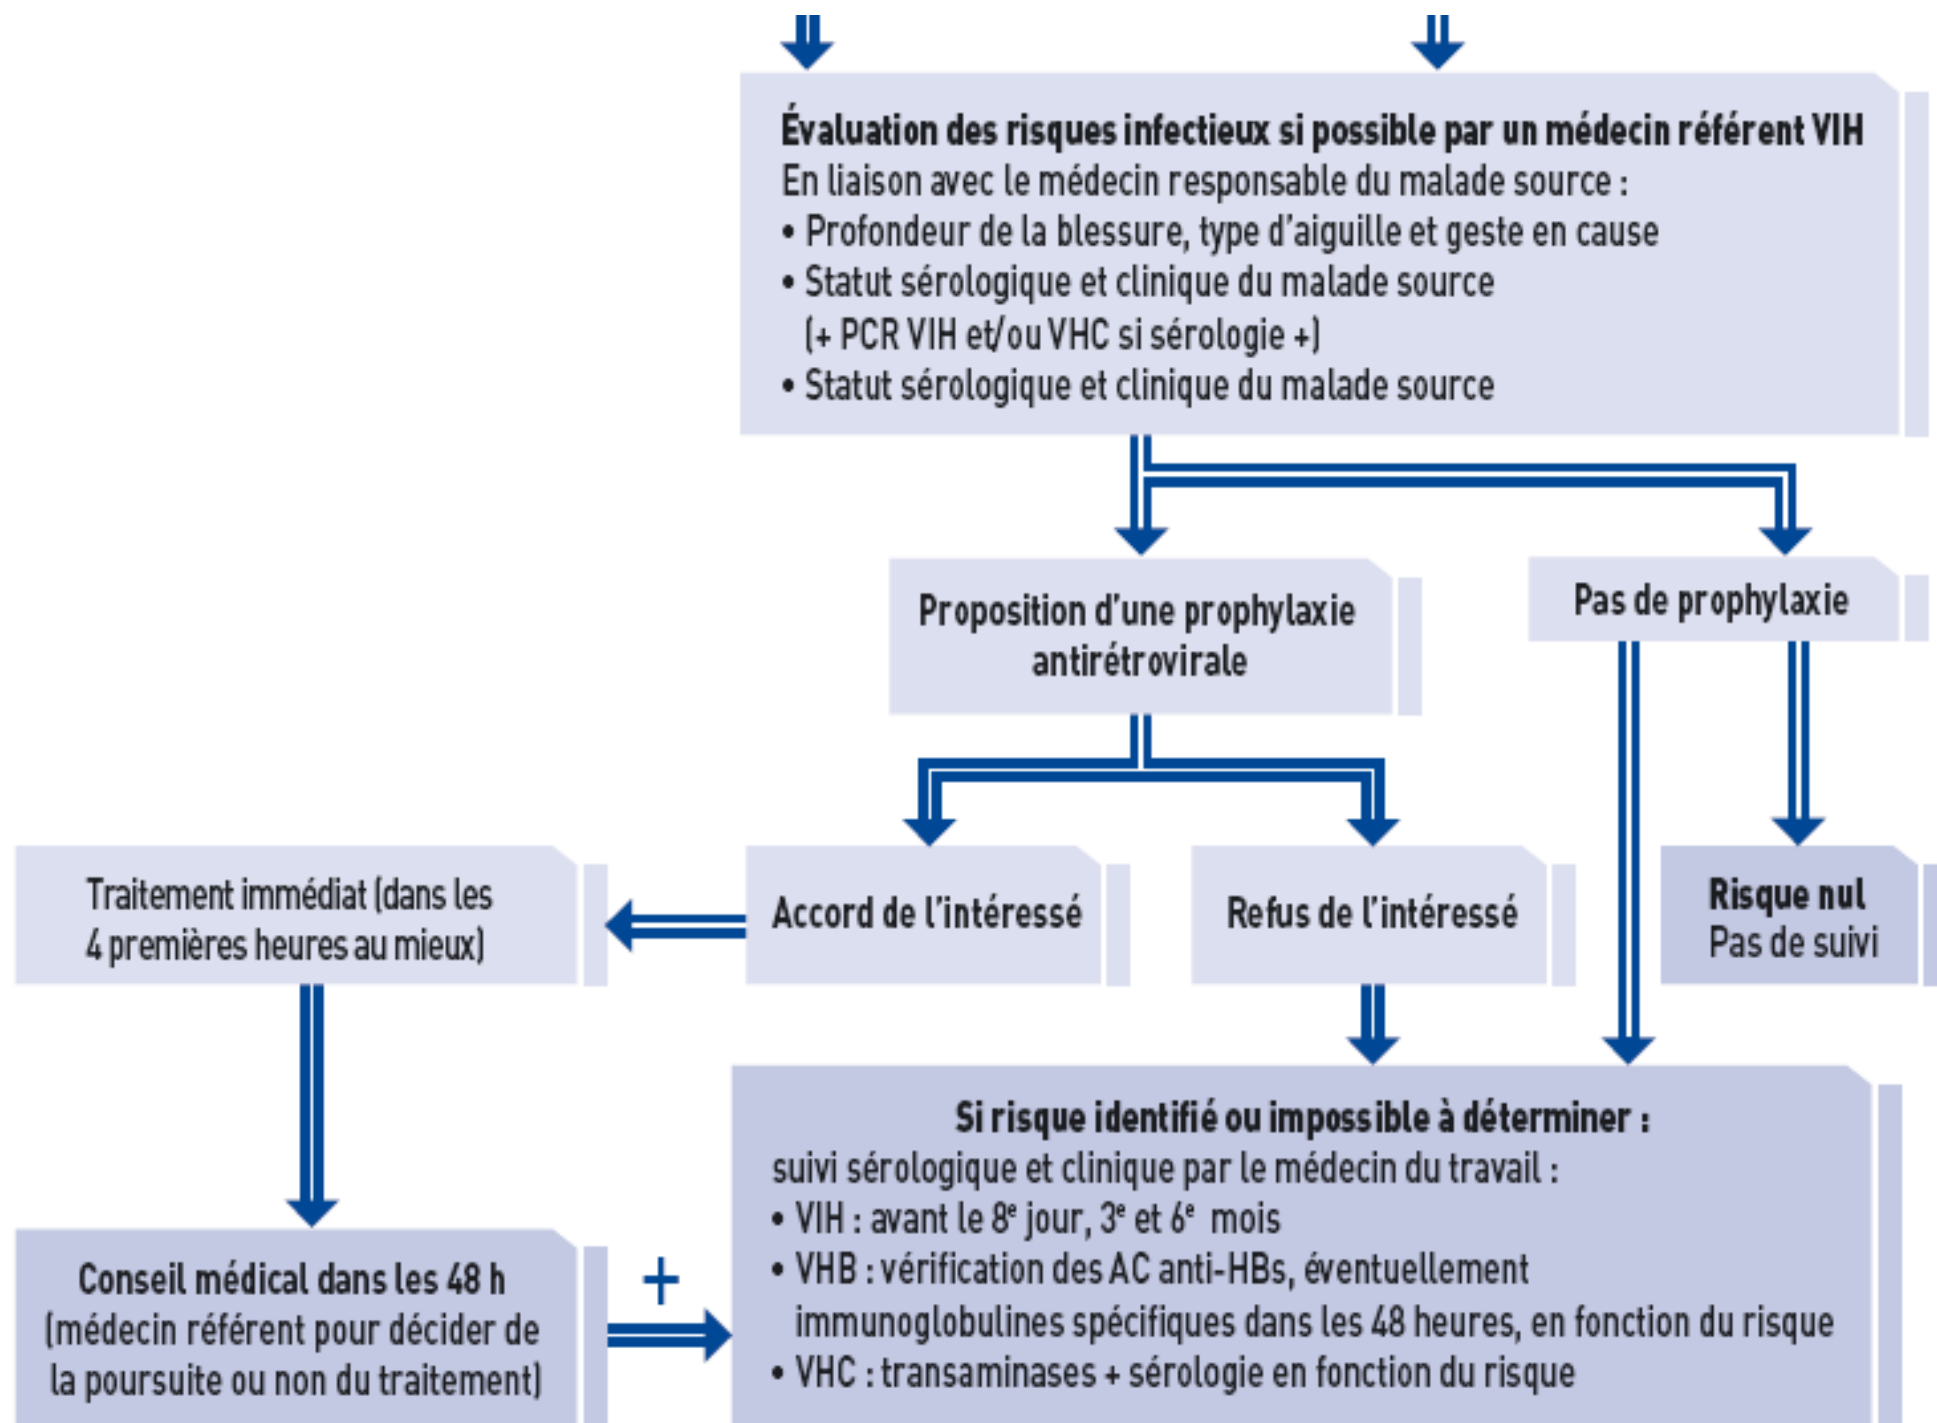 Évaluation des risques infectieux si possible par un médecin référent VIH
En liaison avec le médecin responsable du malade source :
• Profondeur de la blessure, type d'aiguille et geste en cause
• Statut sérologique et clinique du malade source
(+ PCR VIH et/ou VHC si sérologie +)
• Statut sérologique et clinique du malade source
Proposition d'une prophylaxie
antirétrovirale
Pas de prophylaxie
Traitement immédiat (dans les
4 premières heures au mieux)
Accord de l'intéressé
Refus de l'intéressé
Risque nul
Pas de suivi
Conseil médical dans les 48 h
(médecin référent pour décider de
la poursuite ou non du traitement)
+
Si risque identifié ou impossible à déterminer :
suivi sérologique et clinique par le médecin du travail :
• VIH : avant le 8e jour, 3e et 6e mois
• VHB : vérification des AC anti-HBs, éventuellement
immunoglobulines spécifiques dans les 48 heures, en fonction du risque
• VHC : transaminases + sérologie en fonction du risque